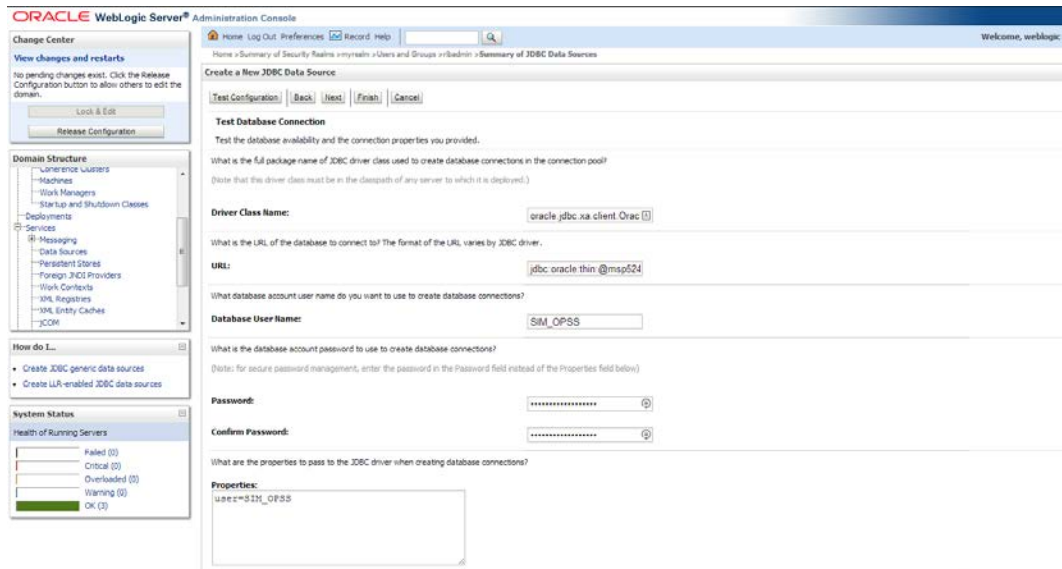 ORACLE WebLogic Server® Administration Console
Change Center
View changes and restarts
No pending changes exist. Click the Release
Configuration button to allow others to edit the
domain.
Lock & Edit
Release Configuration
Domain Structure
Coherence Clusters
Machines
Work Managers
Startup and Shutdown Classes
Deployments
Services
Messaging
Data Sources
Persistent Stores
Foreign JNDI Providers
Work Contexts
XML Registries
XML Entity Caches
jCOM
How do I...
Create JDBC generic data sources
Create LLR-enabled JDBC data sources
System Status
Health of Running Servers
Failed (0)
Critical (0)
Overloaded (0)
Warning (0)
OK (3)
Home Log Out Preferences Record Help
Welcome, weblogic
Home >Summary of Security Realms >myrealm >Users and Groups >rbadmin >Summary of JDBC Data Sources
Create a New JDBC Data Source
Test Configuration Back Next Finish Cancel
Test Database Connection
Test the database availability and the connection properties you provided.
What is the full package name of JDBC driver class used to create database connections in the connection pool?
(Note that this driver class must be in the classpath of any server to which it is deployed.)
Driver Class Name: oracle.jdbc.xa.client.Orac
What is the URL of the database to connect to? The format of the URL varies by JDBC driver.
URL: jdbc:oracle:thin:@msp524
What database account user name do you want to use to create database connections?
Database User Name: SIM_OPSS
What is the database account password to use to create database connections?
(Note: for secure password management, enter the password in the Password field instead of the Properties field below)
Password: ••••••••••••••••••
Confirm Password: ••••••••••••••••••
What are the properties to pass to the JDBC driver when creating database connections?
Properties:
user=SIM_OPSS